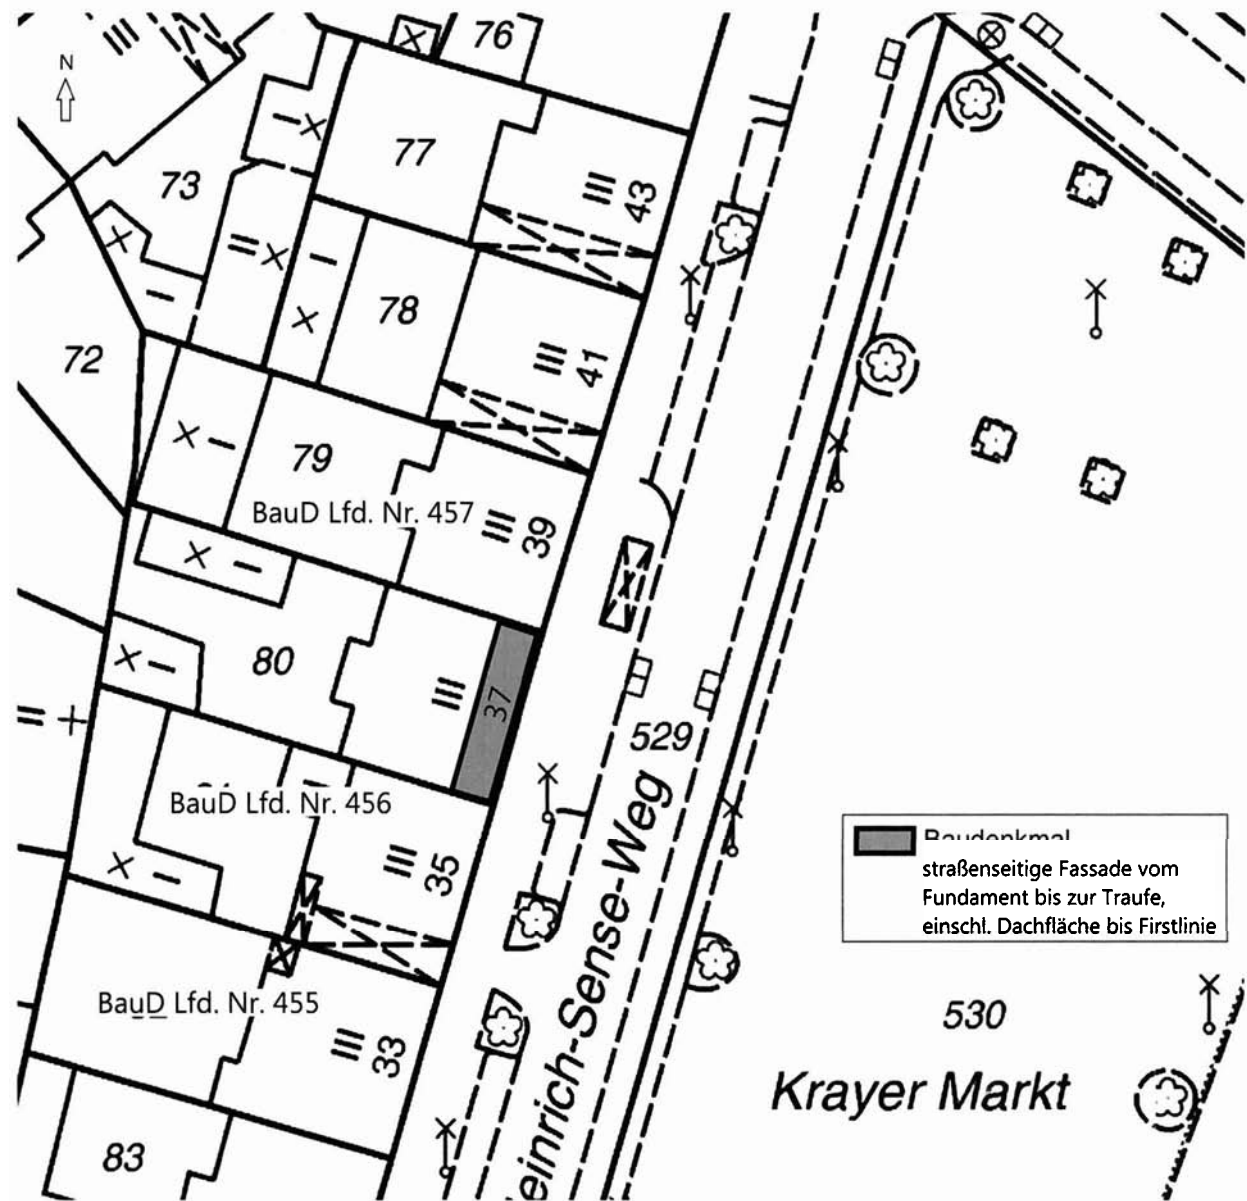 76
N
77
73
43
78
72
41
79
BauD Lfd. Nr. 457
39
80
37
529
BauD Lfd. Nr. 456
35
Baudenkmal
straßenseitige Fassade vom
Fundament bis zur Traufe,
einschl. Dachfläche bis Firstlinie
einrich-Sense-Weg
BauD Lfd. Nr. 455
33
530
Krayer Markt
83